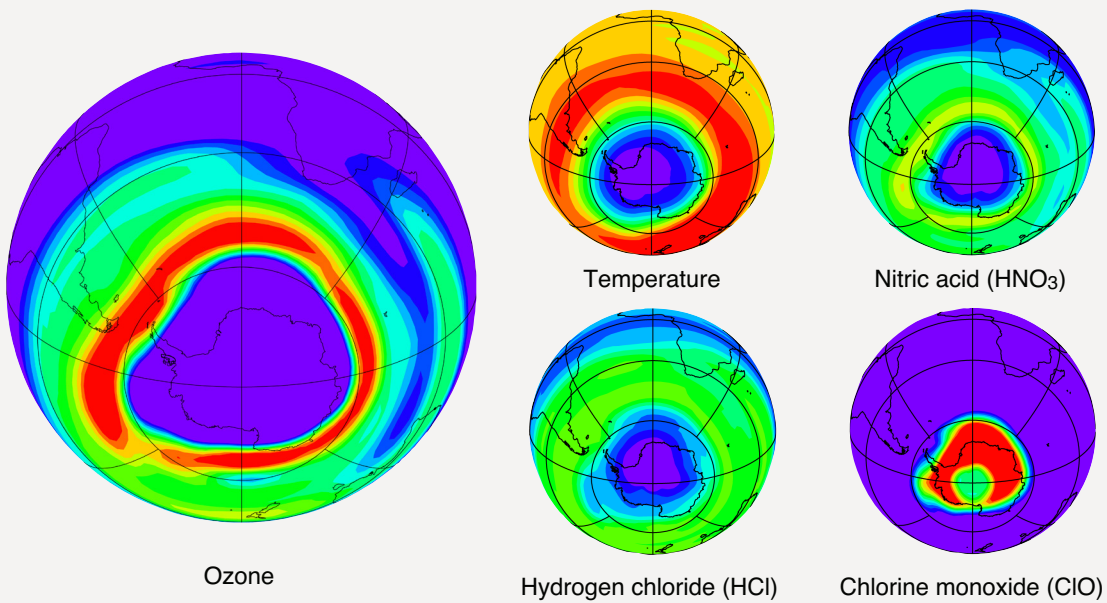 Temperature
Nitric acid (HNO3)
Ozone
Hydrogen chloride (HCl)
Chlorine monoxide (ClO)